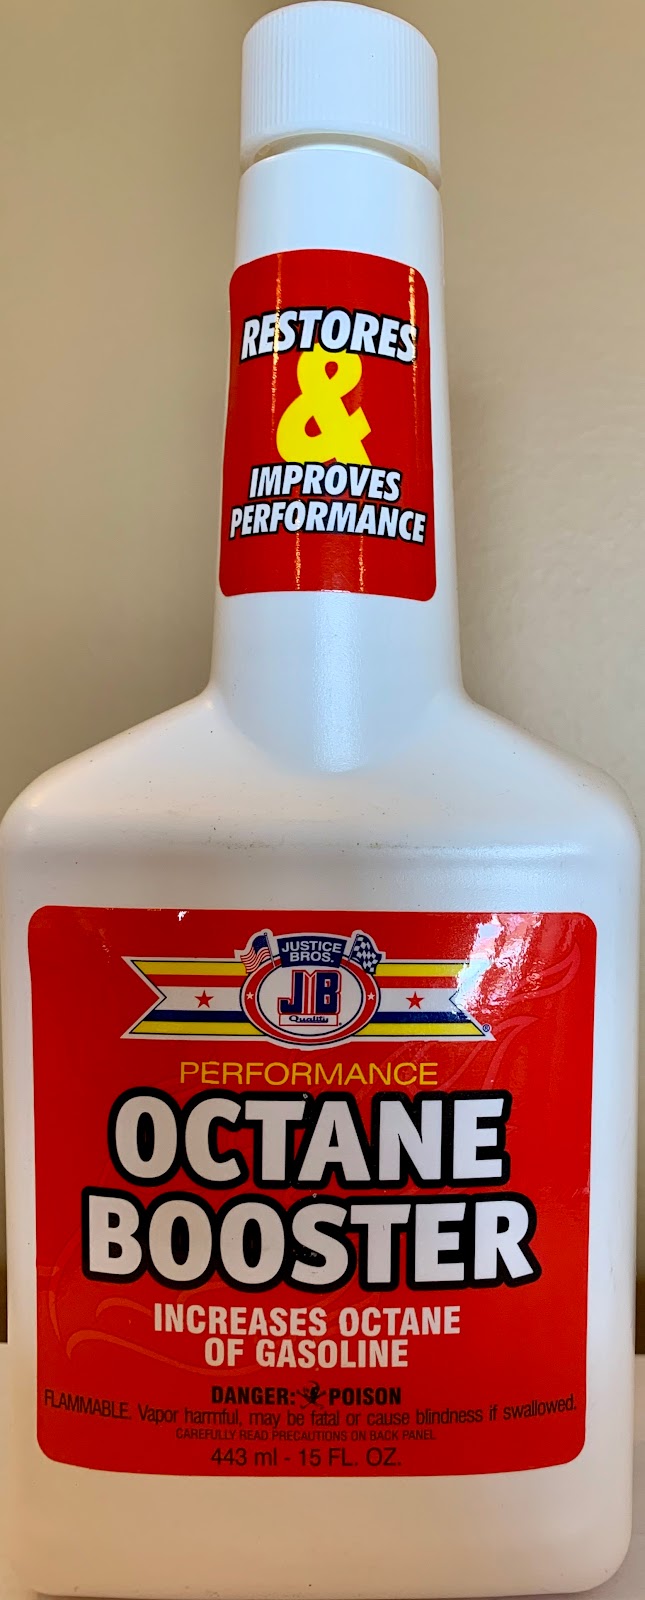 RESTORES
&
IMPROVES
PERFORMANCE
JUSTICE
BROS.
JB
Quality
®
PERFORMANCE
OCTANE
BOOSTER
INCREASES OCTANE
OF GASOLINE
DANGER: POISON
FLAMMABLE. Vapor harmful, may be fatal or cause blindness if swallowed.
CAREFULLY READ PRECAUTIONS ON BACK PANEL
443 ml - 15 FL. OZ.